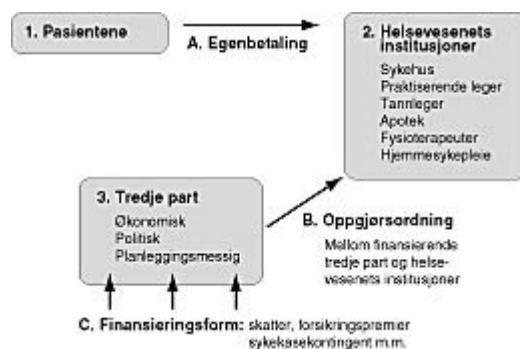 1. Pasientene
A. Egenbetaling
2. Helsevesenets
institusjoner
Sykehus
Praktiserende leger
Tannleger
Apotek
Fysioterapeuter
Hjemmesykepleie
3. Tredje part
Økonomisk
Politisk
Planleggingsmessig
B. Oppgjørsordning
Mellom finansierende
tredje part og helse-
vesenets institusjoner
C. Finansieringsform: skatter, forsikringspremier
sykekasekontingent m.m.